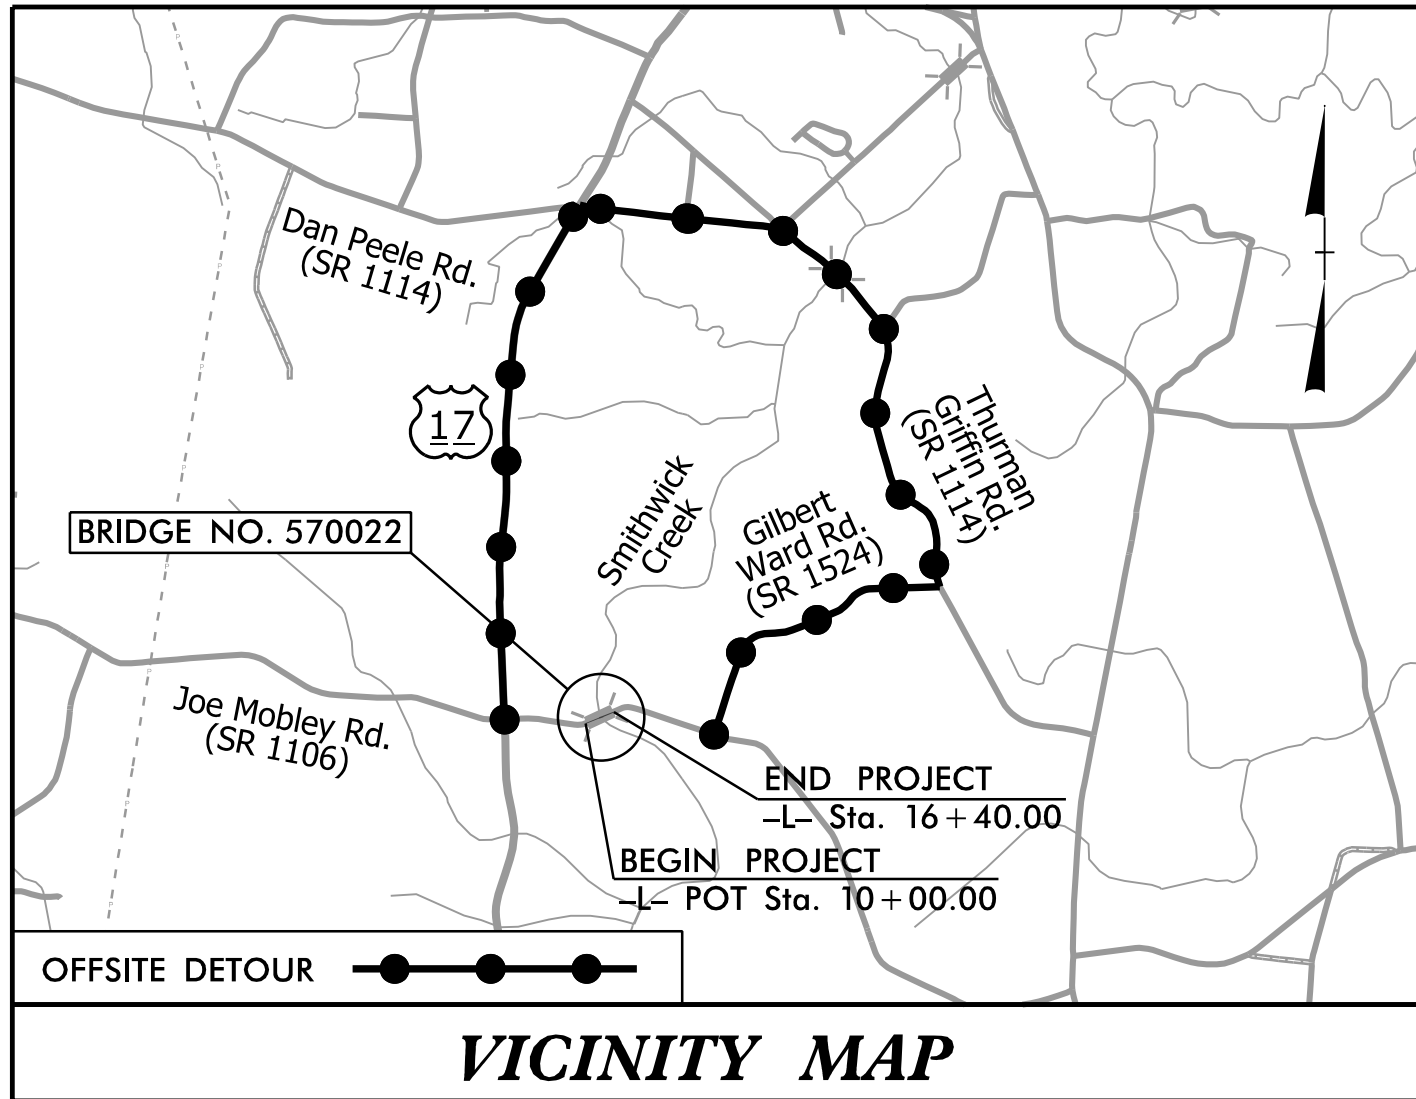 Dan Peele Rd.
(SR 1114)
17
Thurman
Griffin Rd.
(SR 1114)
Smithwick
Creek
Gilbert
Ward Rd.
(SR 1524)
BRIDGE NO. 570022
Joe Mobley Rd.
(SR 1106)
END PROJECT
–L– Sta. 16+40.00
BEGIN PROJECT
–L– POT Sta. 10+00.00
OFFSITE DETOUR
VICINITY MAP